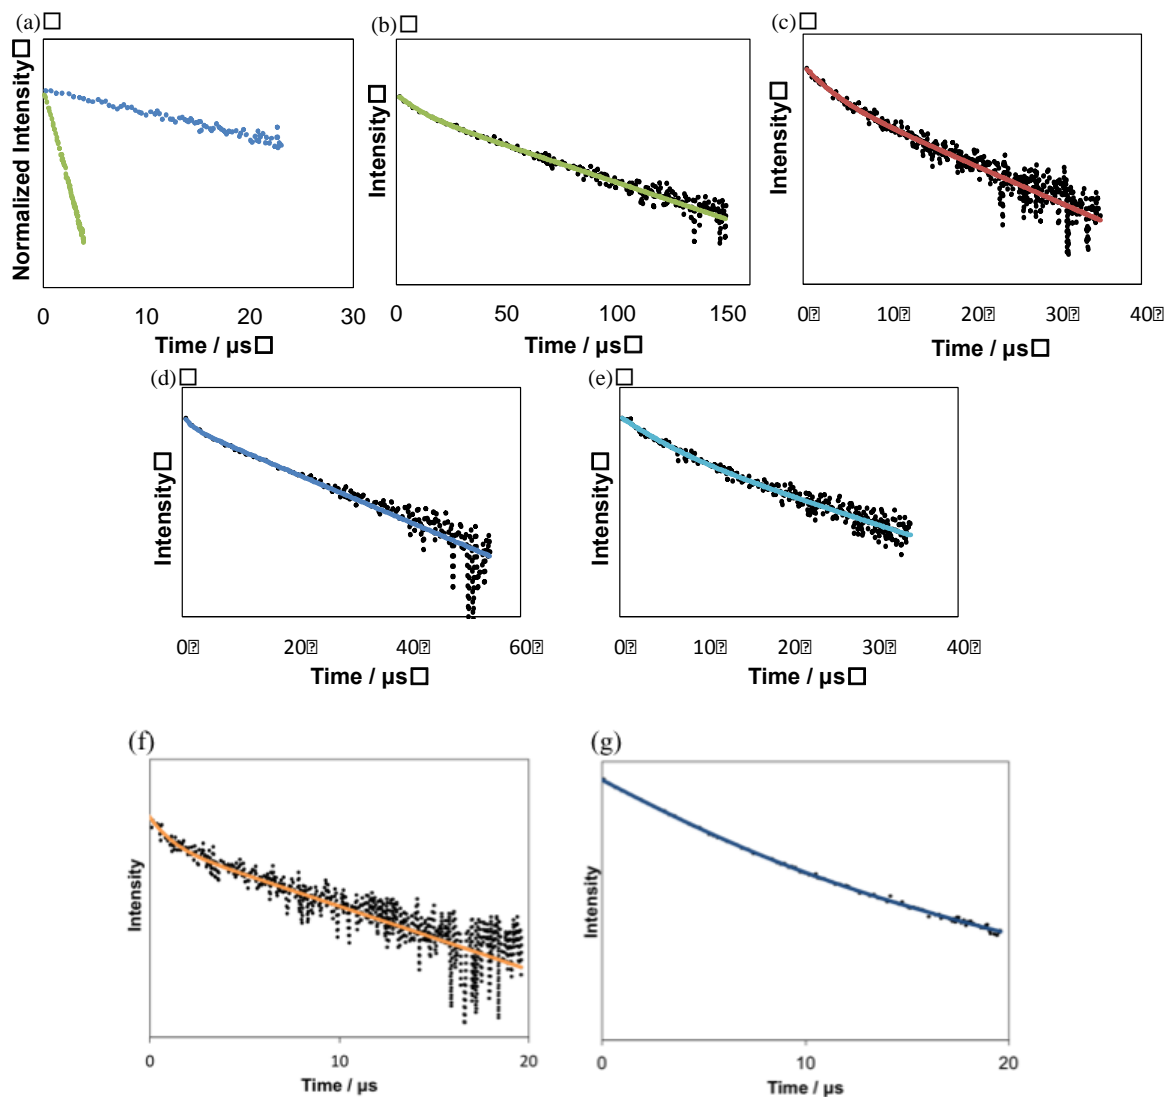 (a)□
Normalized Intensity□
0 10 20 30
Time / µs□
(b)□
Intensity□
0 50 100 150
Time / µs□
(c)□
Intensity□
0⍰ 10⍰ 20⍰ 30⍰ 40⍰
Time / µs□
(d)□
Intensity□
0⍰ 20⍰ 40⍰ 60⍰
Time / µs□
(e)□
Intensity□
0⍰ 10⍰ 20⍰ 30⍰ 40⍰
Time / µs□
(f)
Intensity
0 10 20
Time / µs
(g)
Intensity
0 10 20
Time / µs